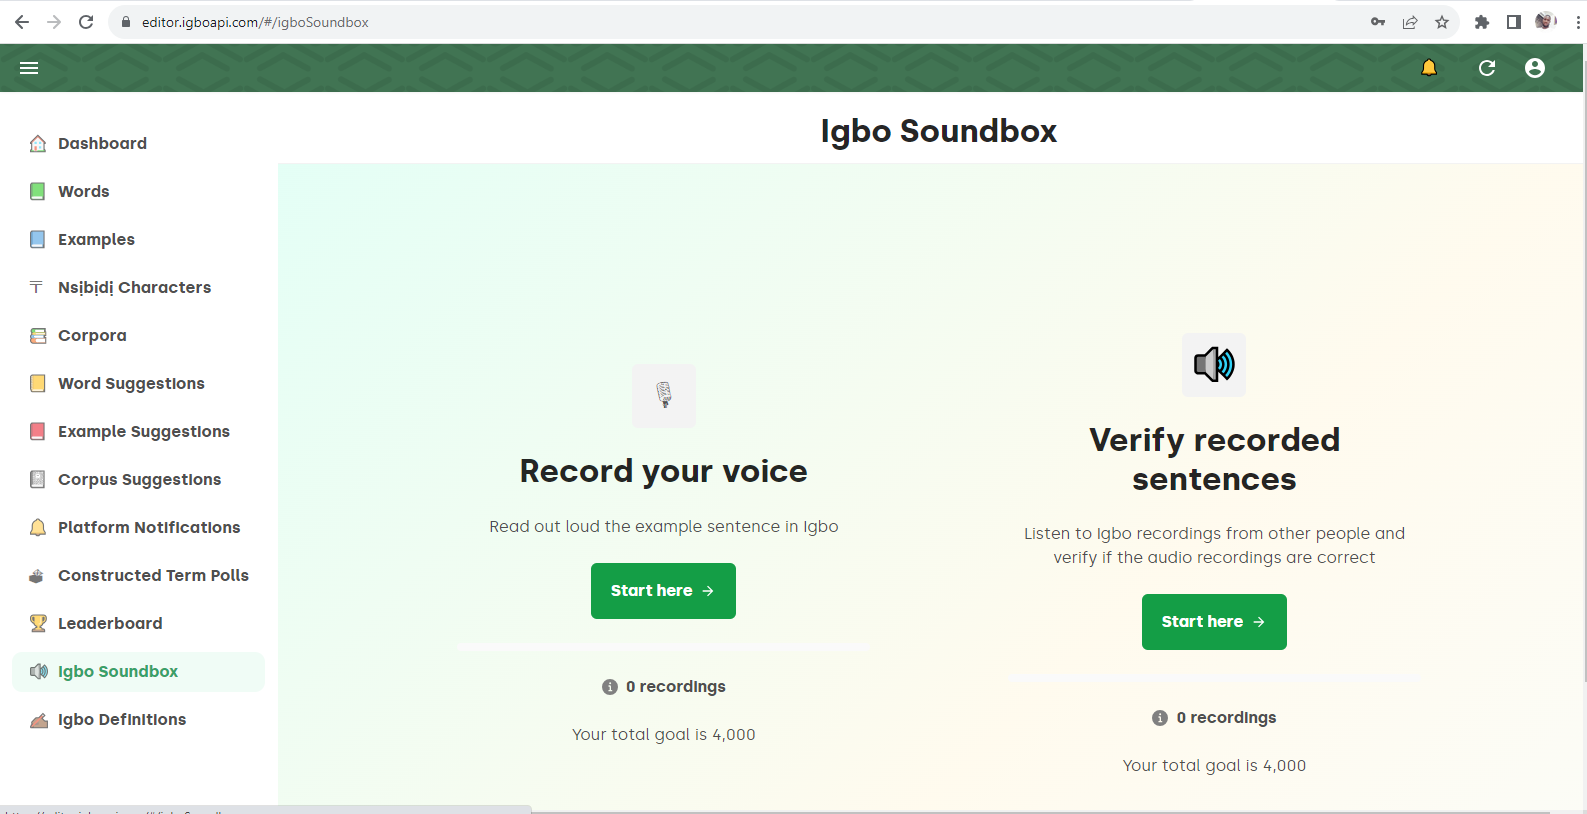 editor.igboapi.com/#/igboSoundbox
Igbo Soundbox
Dashboard
Words
Examples
Nsịbịdị Characters
Corpora
Word Suggestions
Example Suggestions
Corpus Suggestions
Platform Notifications
Constructed Term Polls
Leaderboard
Igbo Soundbox
Igbo Definitions
Record your voice
Read out loud the example sentence in Igbo
Start here →
0 recordings
Your total goal is 4,000
Verify recorded
sentences
Listen to Igbo recordings from other people and
verify if the audio recordings are correct
Start here →
0 recordings
Your total goal is 4,000